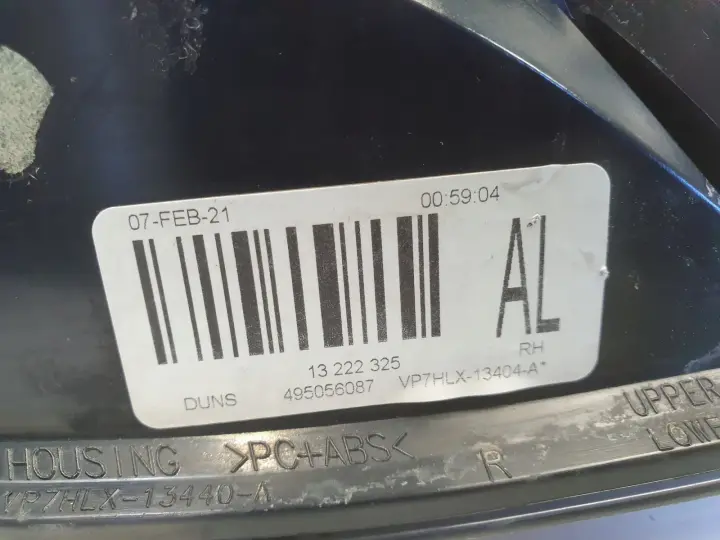 07-FEB-21 00:59:04
AL
13 222 325 RH
DUNS 495056087 VP7HLX-13404-A*
HOUSING >PC+ABS< R UPPER
VP7HLX-13440-A LOWE